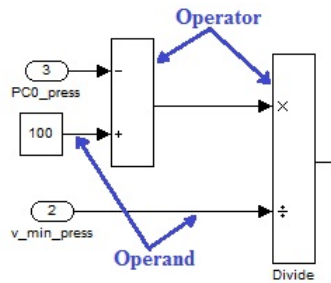 Operator
3
−
PC0_press
×
100
+
2
÷
v_min_press
Operand
Divide